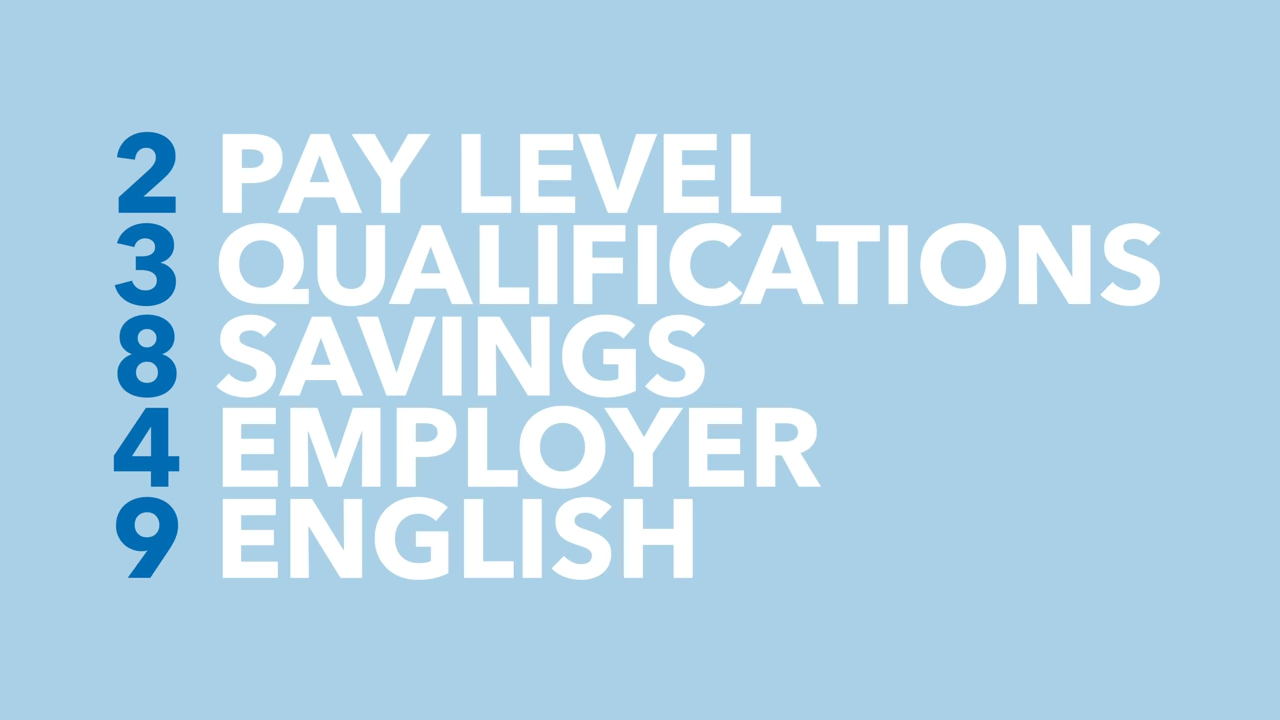 2 PAY LEVEL
3 QUALIFICATIONS
8 SAVINGS
4 EMPLOYER
9 ENGLISH